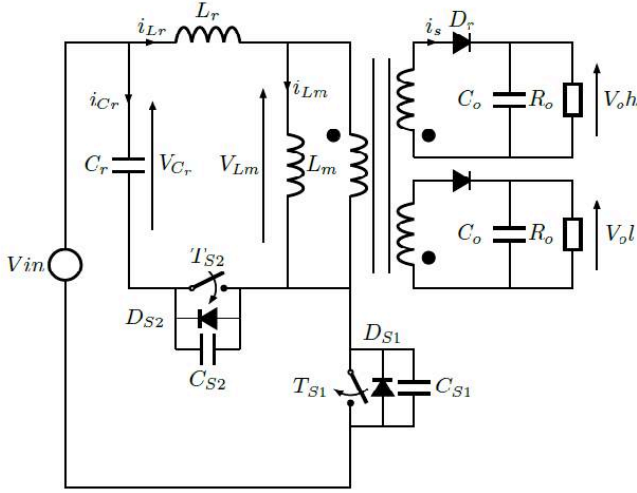 L_r
i_{Lr}
i_s
D_r
i_{Cr}
i_{Lm}
C_o
R_o
V_oh
C_r
V_{C_r}
V_{Lm}
L_m
Vin
T_{S2}
C_o
R_o
V_ol
D_{S2}
C_{S2}
D_{S1}
T_{S1}
C_{S1}